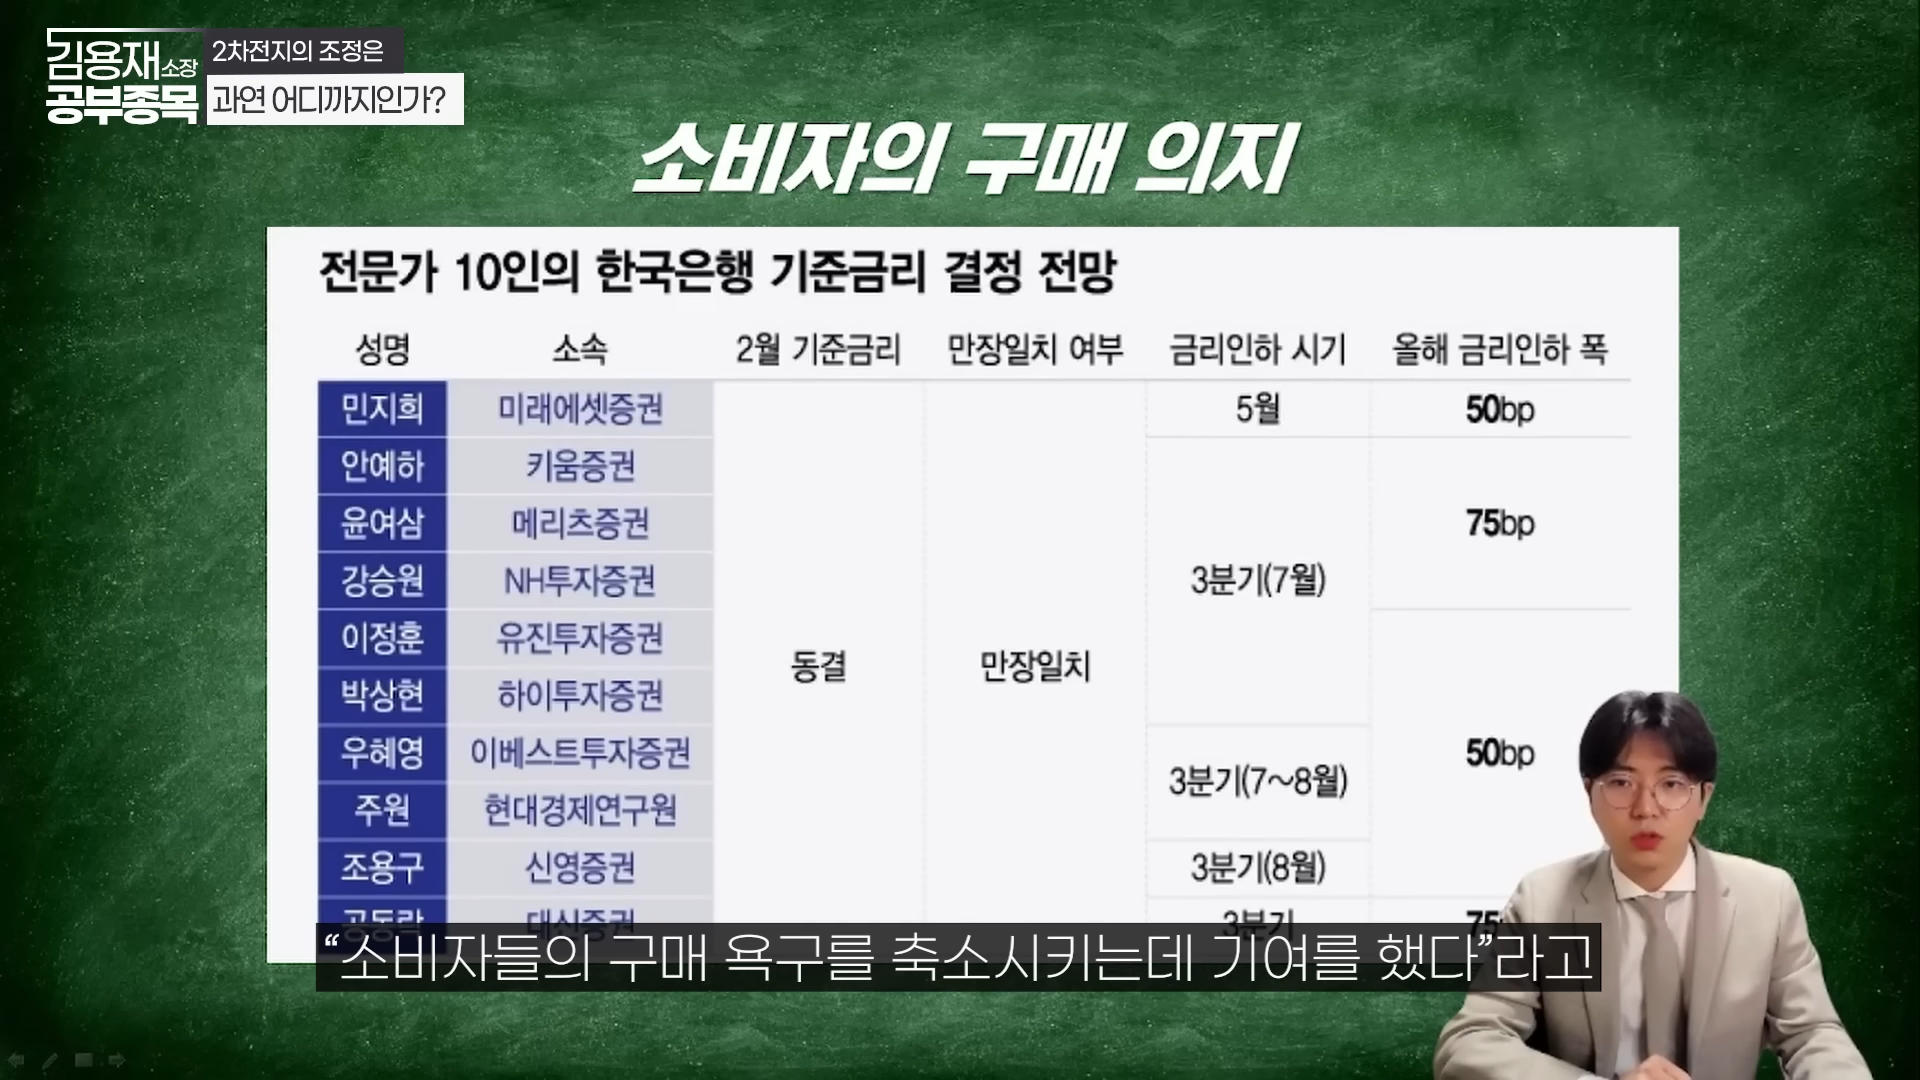 김용재 소장
공부종목
2차전지의 조정은
과연 어디까지인가?
소비자의 구매 의지
전문가 10인의 한국은행 기준금리 결정 전망
성명 소속 2월 기준금리 만장일치 여부 금리인하 시기 올해 금리인하 폭
민지희 미래에셋증권 5월 50bp
안예하 키움증권
윤여삼 메리츠증권 75bp
강승원 NH투자증권 3분기(7월)
이정훈 유진투자증권
동결 만장일치
박상현 하이투자증권
우혜영 이베스트투자증권 50bp
3분기(7~8월)
주원 현대경제연구원
조용구 신영증권 3분기(8월)
공동락 대신증권 3분기 75
“소비자들의 구매 욕구를 축소시키는데 기여를 했다”라고